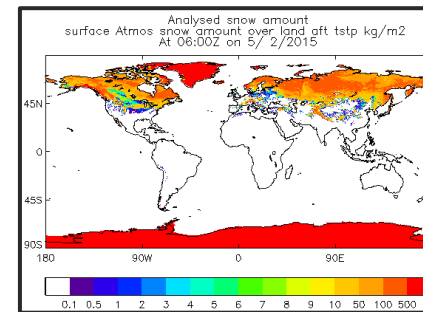 Analysed snow amount
surface Atmos snow amount over land aft tstp kg/m2
At 06:00Z on 5/ 2/2015
45N
0
45S
90S
180 90W 0 90E
0.1 0.5 1 2 3 4 5 6 7 8 9 10 50 100 500